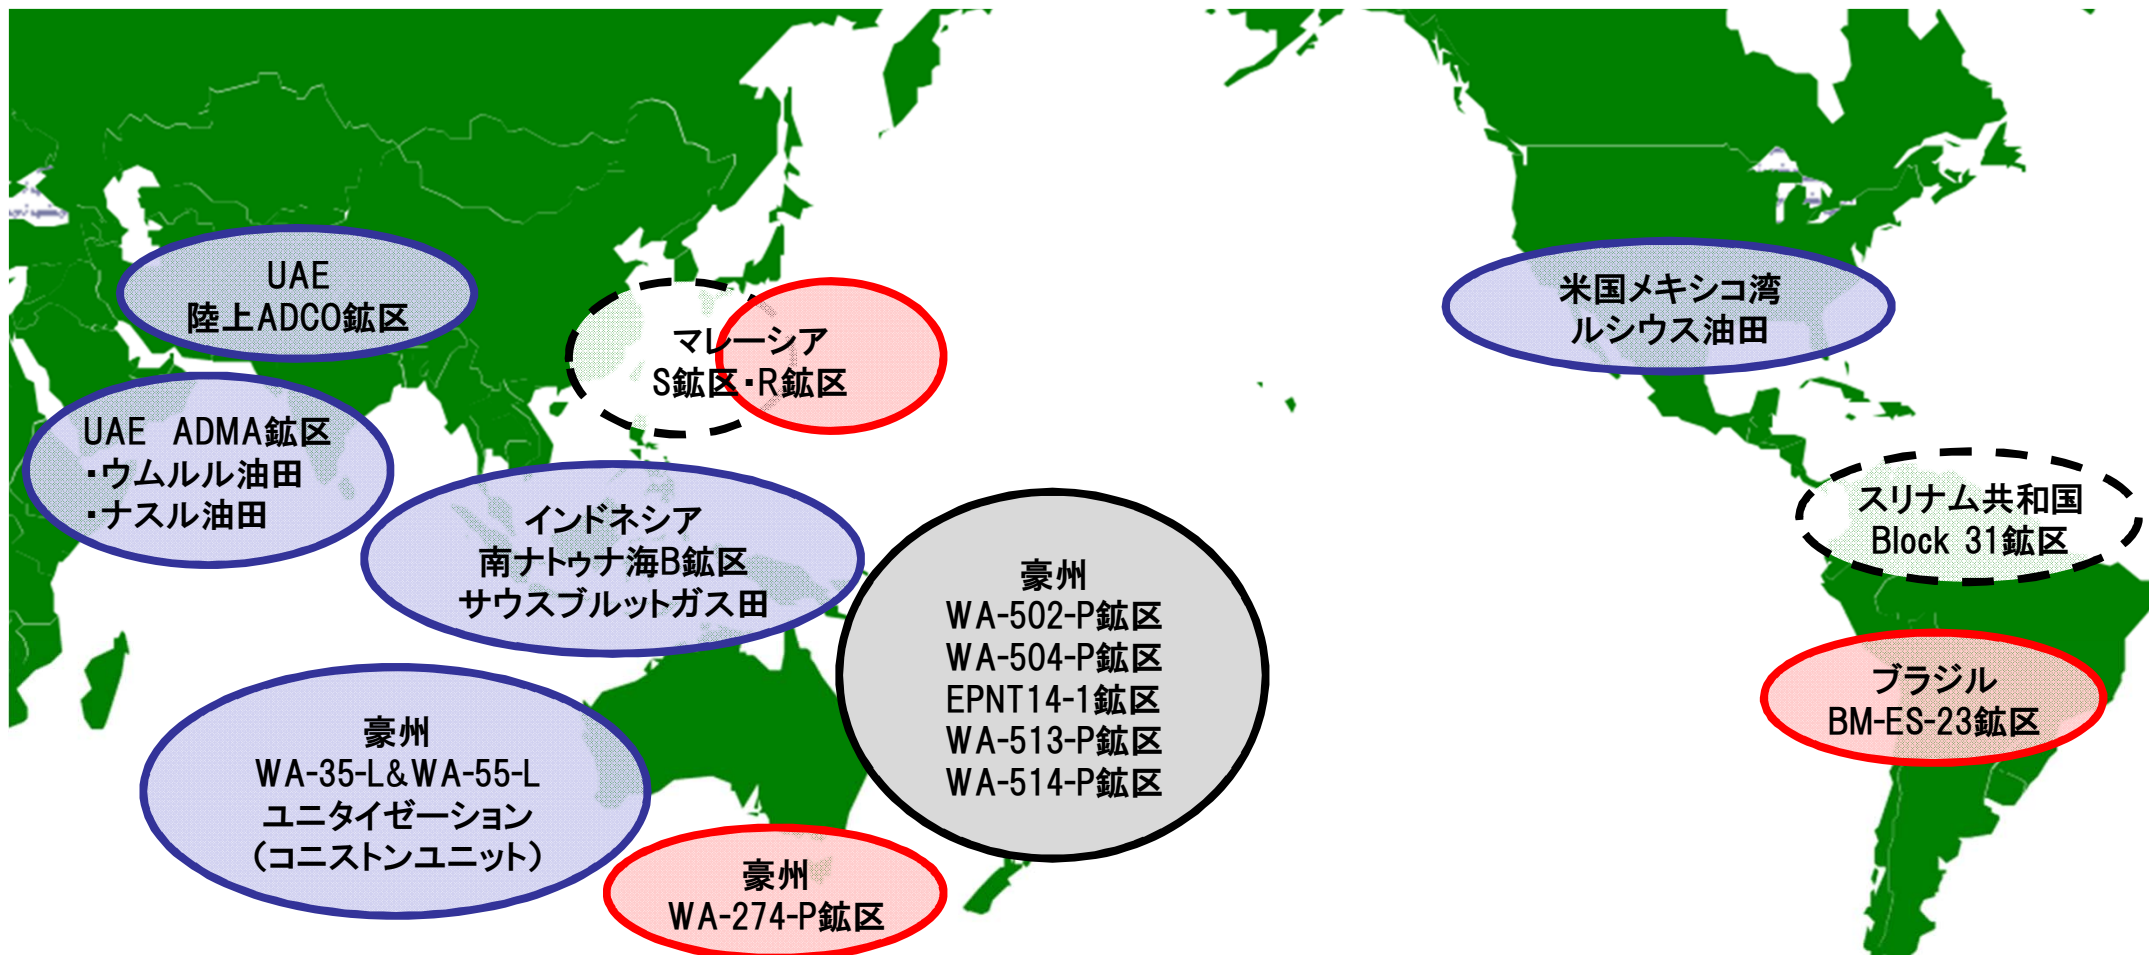 UAE
陸上ADCO鉱区
UAE ADMA鉱区
・ウムルル油田
・ナスル油田
マレーシア
S鉱区・R鉱区
インドネシア
南ナトゥナ海B鉱区
サウスブルットガス田
豪州
WA-35-L&WA-55-L
ユニタイゼーション
（コニストンユニット）
豪州
WA-274-P鉱区
豪州
WA-502-P鉱区
WA-504-P鉱区
EPNT14-1鉱区
WA-513-P鉱区
WA-514-P鉱区
米国メキシコ湾
ルシウス油田
スリナム共和国
Block 31鉱区
ブラジル
BM-ES-23鉱区